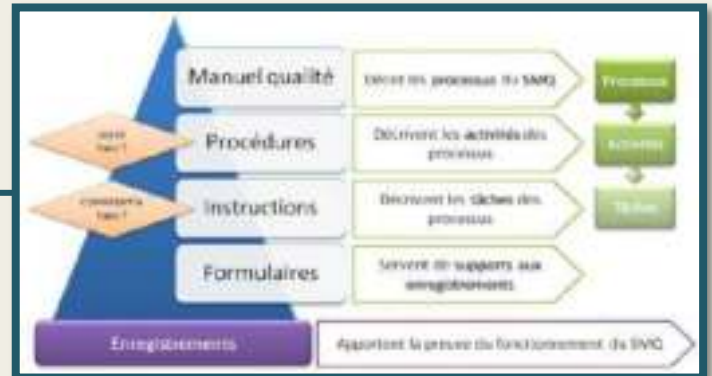 Manuel qualité
Décrit les processus du SMQ
Processus
Procédures
Décrivent les activités des
processus
Activités
Instructions
Décrivent les tâches des
processus
Tâches
Formulaires
Servent de supports aux
enregistrements
Enregistrements
Apportent la preuve du fonctionnement du SMQ